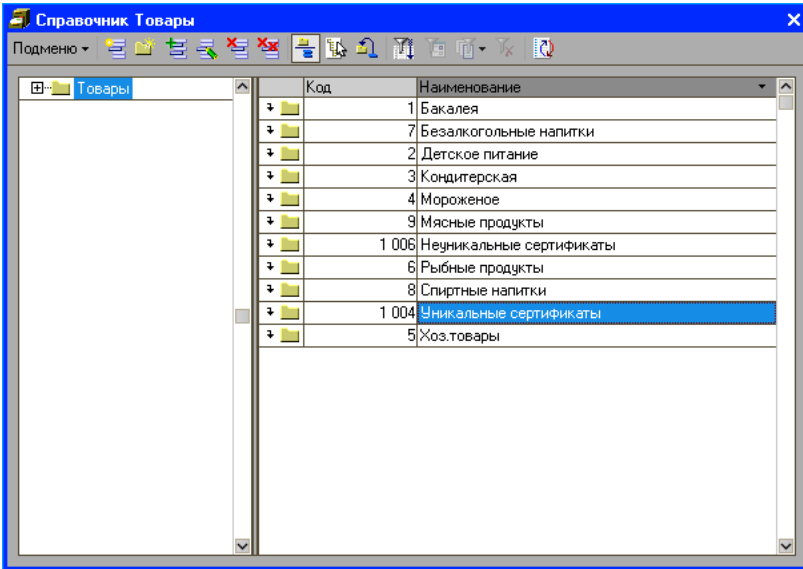 Справочник Товары
Подменю
Товары
Код Наименование
1 Бакалея
7 Безалкогольные напитки
2 Детское питание
3 Кондитерская
4 Мороженое
9 Мясные продукты
1 006 Неуникальные сертификаты
6 Рыбные продукты
8 Спиртные напитки
1 004 Уникальные сертификаты
5 Хоз.товары